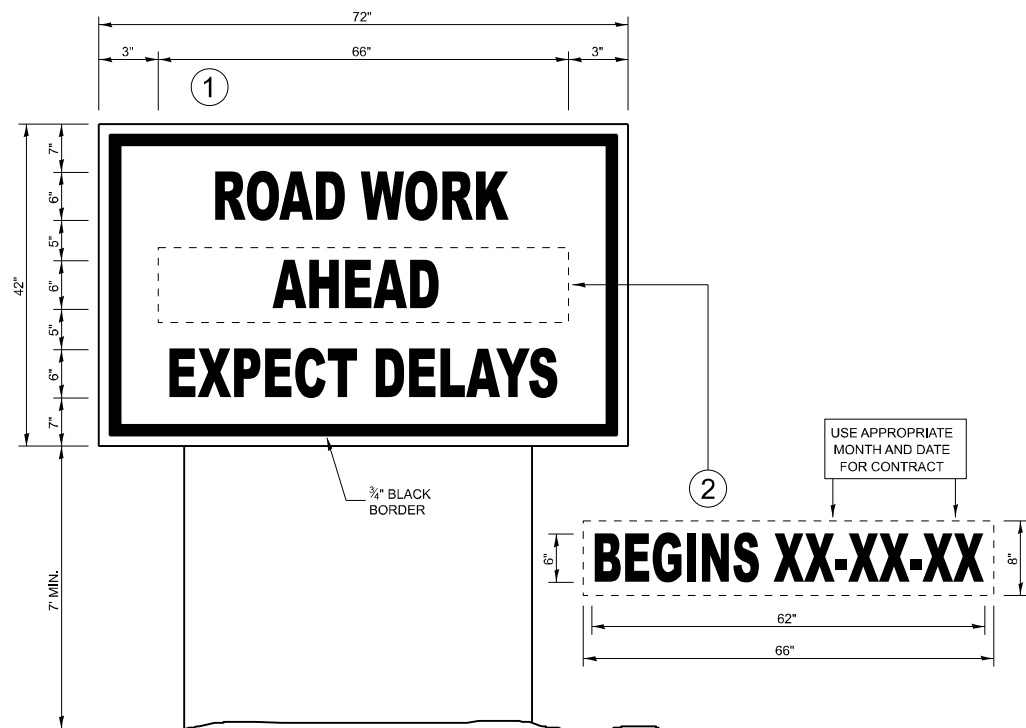 72"
3" 66" 3"
1
7"
6"
5"
6"
5"
6"
7"
42"
ROAD WORK
AHEAD
EXPECT DELAYS
¾" BLACK
BORDER
7' MIN.
2
USE APPROPRIATE
MONTH AND DATE
FOR CONTRACT
6"
BEGINS XX-XX-XX
8"
62"
66"